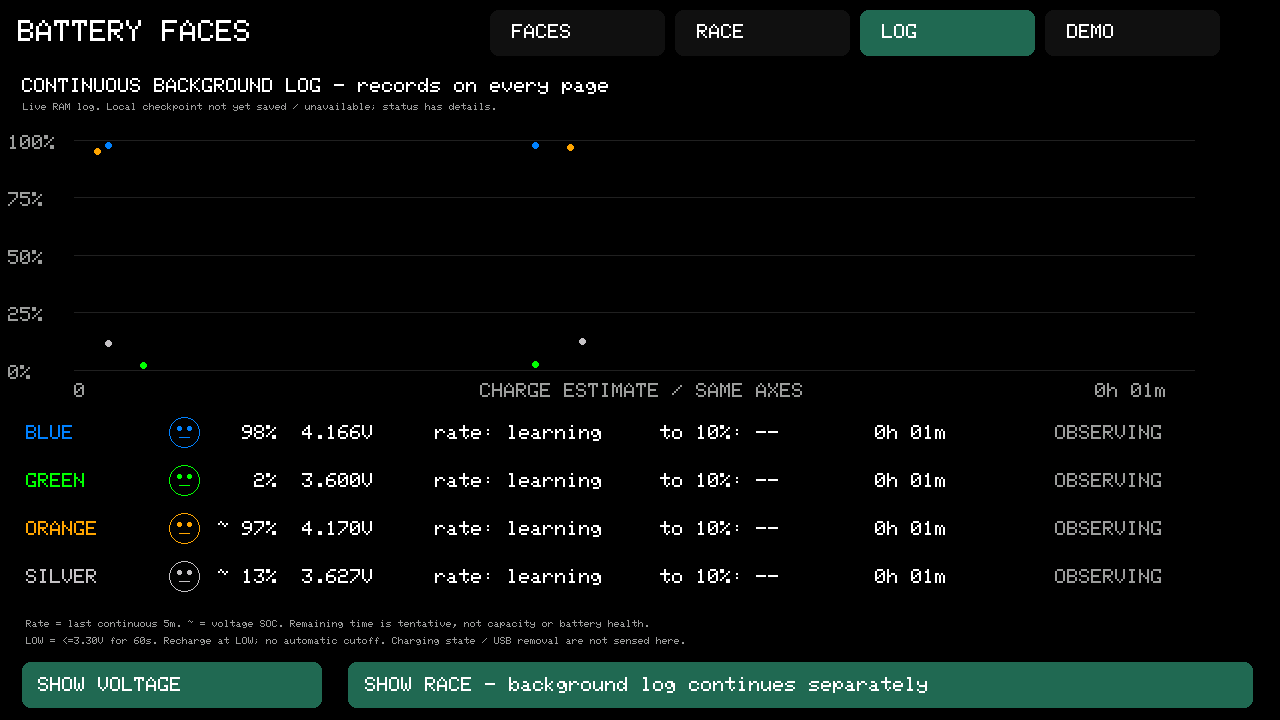 BATTERY FACES
FACES
RACE
LOG
DEMO
CONTINUOUS BACKGROUND LOG - records on every page
Live RAM log. Local checkpoint not yet saved / unavailable; status has details.
100%
75%
50%
25%
0%
0 CHARGE ESTIMATE / SAME AXES 0h 01m
BLUE 98% 4.166V rate: learning to 10%: -- 0h 01m OBSERVING
GREEN 2% 3.600V rate: learning to 10%: -- 0h 01m OBSERVING
ORANGE ~ 97% 4.170V rate: learning to 10%: -- 0h 01m OBSERVING
SILVER ~ 13% 3.627V rate: learning to 10%: -- 0h 01m OBSERVING
Rate = last continuous 5m. ~ = voltage SOC. Remaining time is tentative, not capacity or battery health.
LOW = <=3.30V for 60s. Recharge at LOW; no automatic cutoff. Charging state / USB removal are not sensed here.
SHOW VOLTAGE
SHOW RACE - background log continues separately